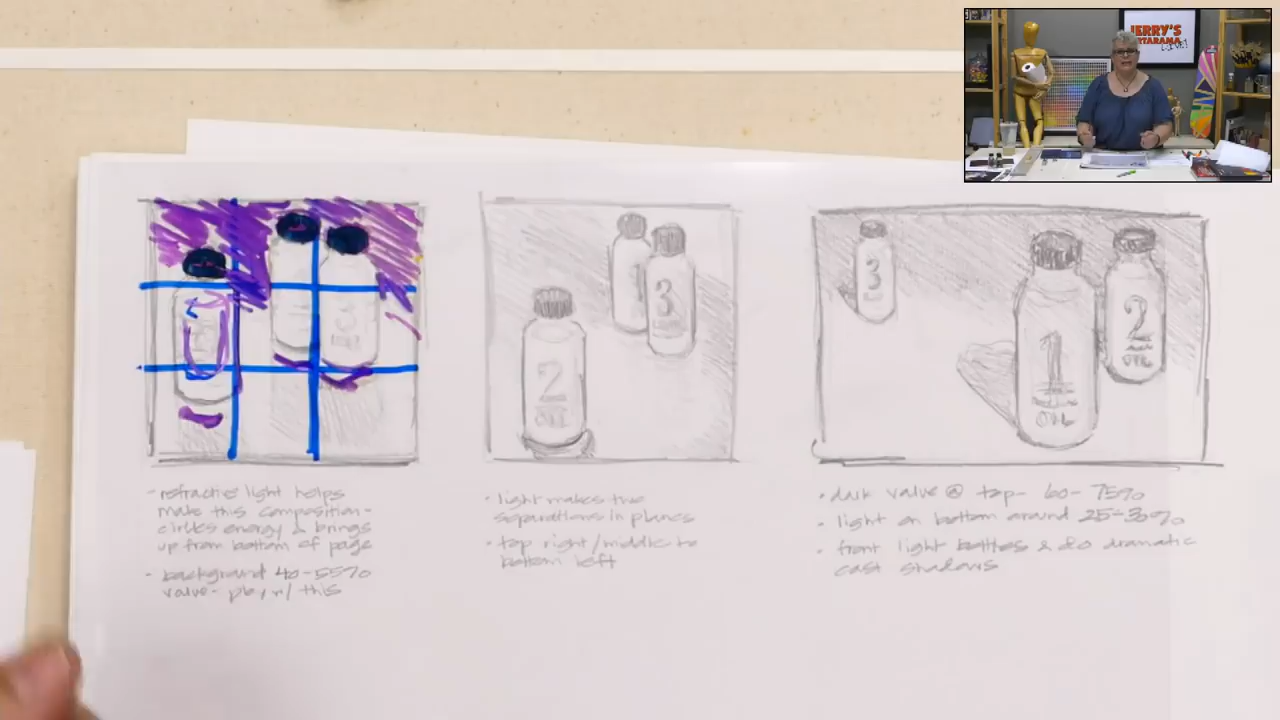 JERRY'S
ARTARAMA
LIVE!
3
2
OIL
3
3
1
OIL
2
OIL
- refractive light helps
make this composition-
circles energy & brings
up from bottom of page
- background 40-55%
value- play w/ this
• light makes the
separations in planes
• top right/middle to
bottom left
• dark value @ top- 60-75%
• light on bottom around 25-30%
• front light bottles & do dramatic
cast shadows